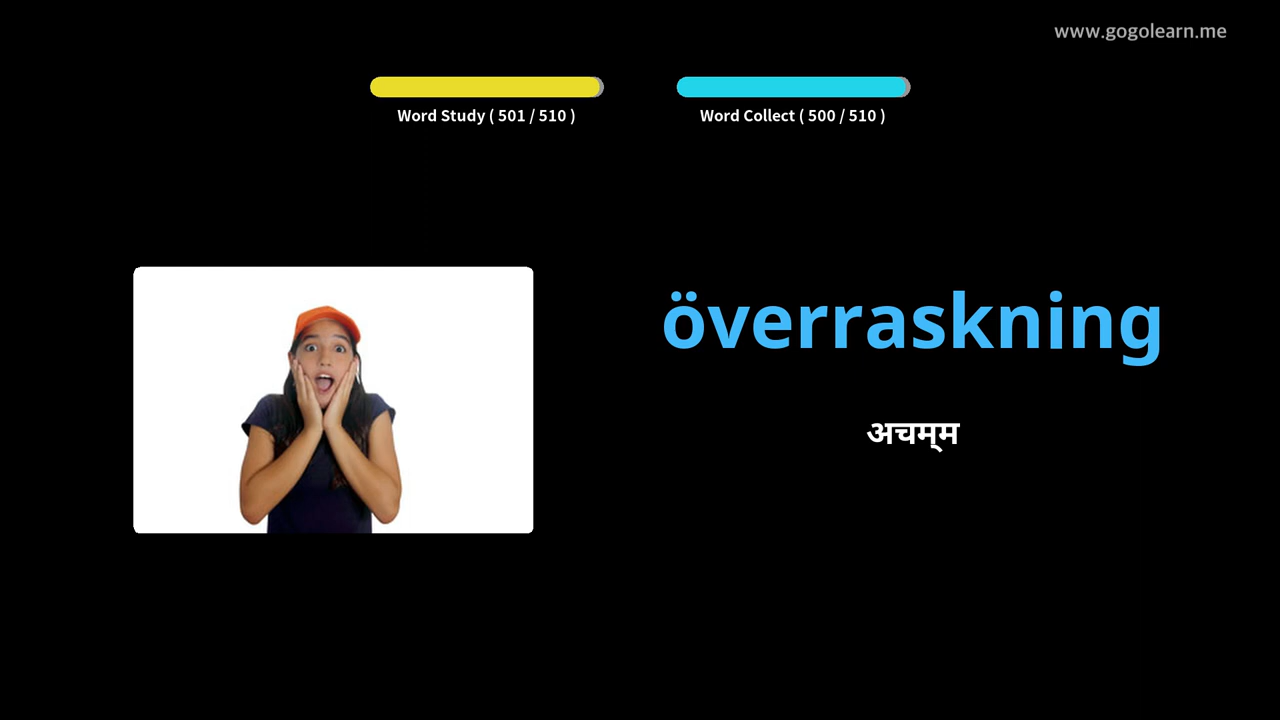 www.gogolearn.me
Word Study ( 501 / 510 )
Word Collect ( 500 / 510 )
överraskning
अचम्‌म